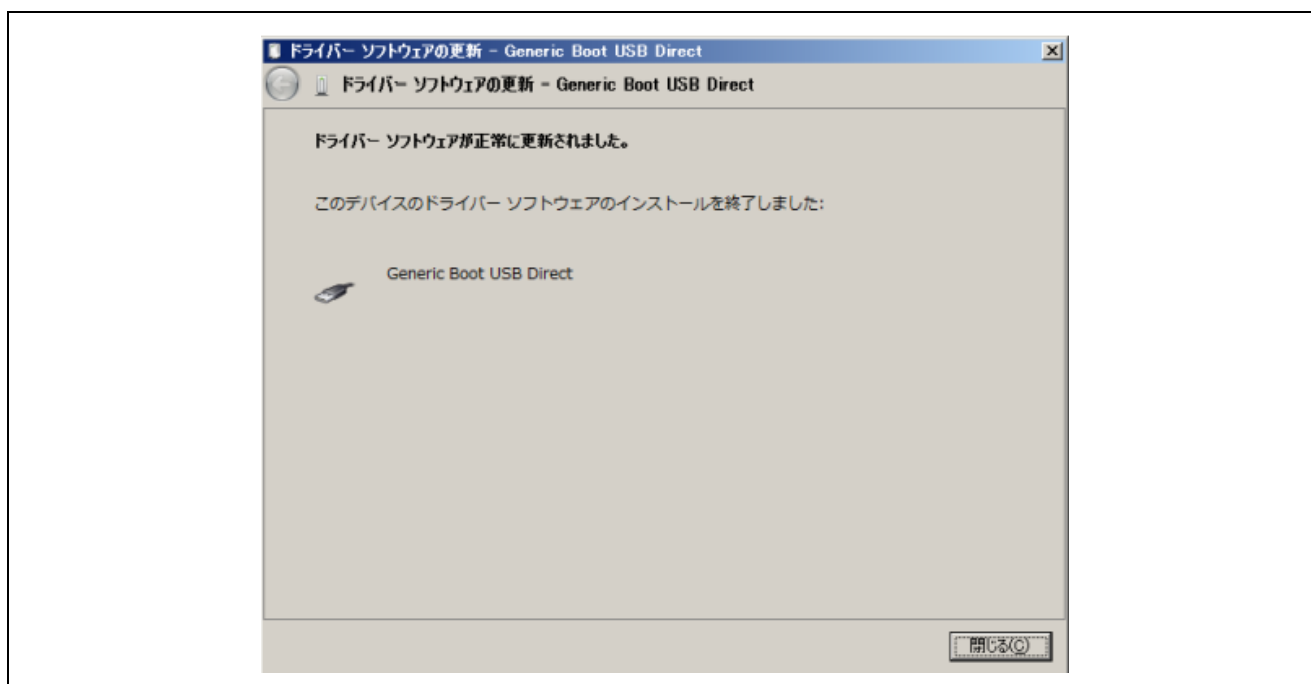 ドライバー ソフトウェアの更新 - Generic Boot USB Direct
ドライバー ソフトウェアの更新 - Generic Boot USB Direct
ドライバー ソフトウェアが正常に更新されました。
このデバイスのドライバー ソフトウェアのインストールを終了しました:
Generic Boot USB Direct
閉じる(C)